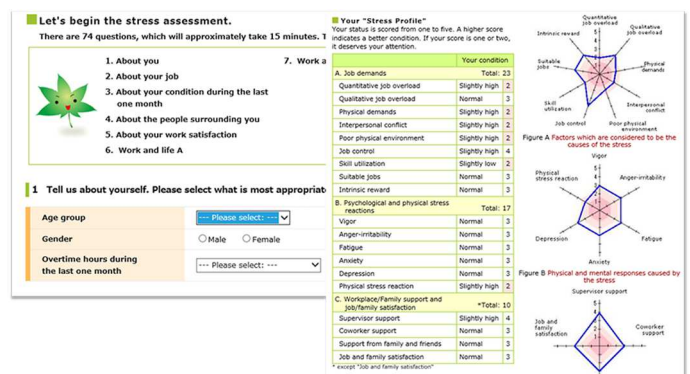 Let's begin the stress assessment.
There are 74 questions, which will approximately take 15 minutes. T
1. About you
7. Work a
2. About your job
3. About your condition during the last
one month
4. About the people surrounding you
5. About your work satisfaction
6. Work and life A
1 Tell us about yourself. Please select what is most appropriate
Age group
--- Please select: ---
Gender
Male
Female
Overtime hours during
the last one month
--- Please select: ---
Your "Stress Profile"
Your status is scored from one to five. A higher score
indicates a better condition. If your score is one or two,
it deserves your attention.
Your condition
A. Job demands Total: 23
Quantitative job overload Slightly high 2
Qualitative job overload Normal 3
Physical demands Slightly high 2
Interpersonal conflict Slightly high 2
Poor physical environment Slightly high 2
Job control Slightly high 4
Skill utilization Slightly low 2
Suitable jobs Normal 3
Intrinsic reward Normal 3
B. Psychological and physical stress
reactions Total: 17
Vigor Normal 3
Anger-irritability Normal 3
Fatigue Normal 3
Anxiety Normal 3
Depression Normal 3
Physical stress reaction Slightly high 2
C. Workplace/Family support and
job/family satisfaction *Total: 10
Supervisor support Slightly high 4
Coworker support Normal 3
Support from family and friends Normal 3
Job and family satisfaction Normal 3
* except "Job and family satisfaction"
Quantitative
job overload
Qualitative
job overload
Physical
demands
Interpersonal
conflict
Poor physical
environment
Job control
Skill
utilization
Suitable
jobs
Intrinsic reward
Figure A Factors which are considered to be the
causes of the stress
Vigor
Anger-irritability
Fatigue
Anxiety
Depression
Physical
stress reaction
Figure B Physical and mental responses caused by
the stress
Supervisor support
Coworker
support
Job and
family
satisfaction